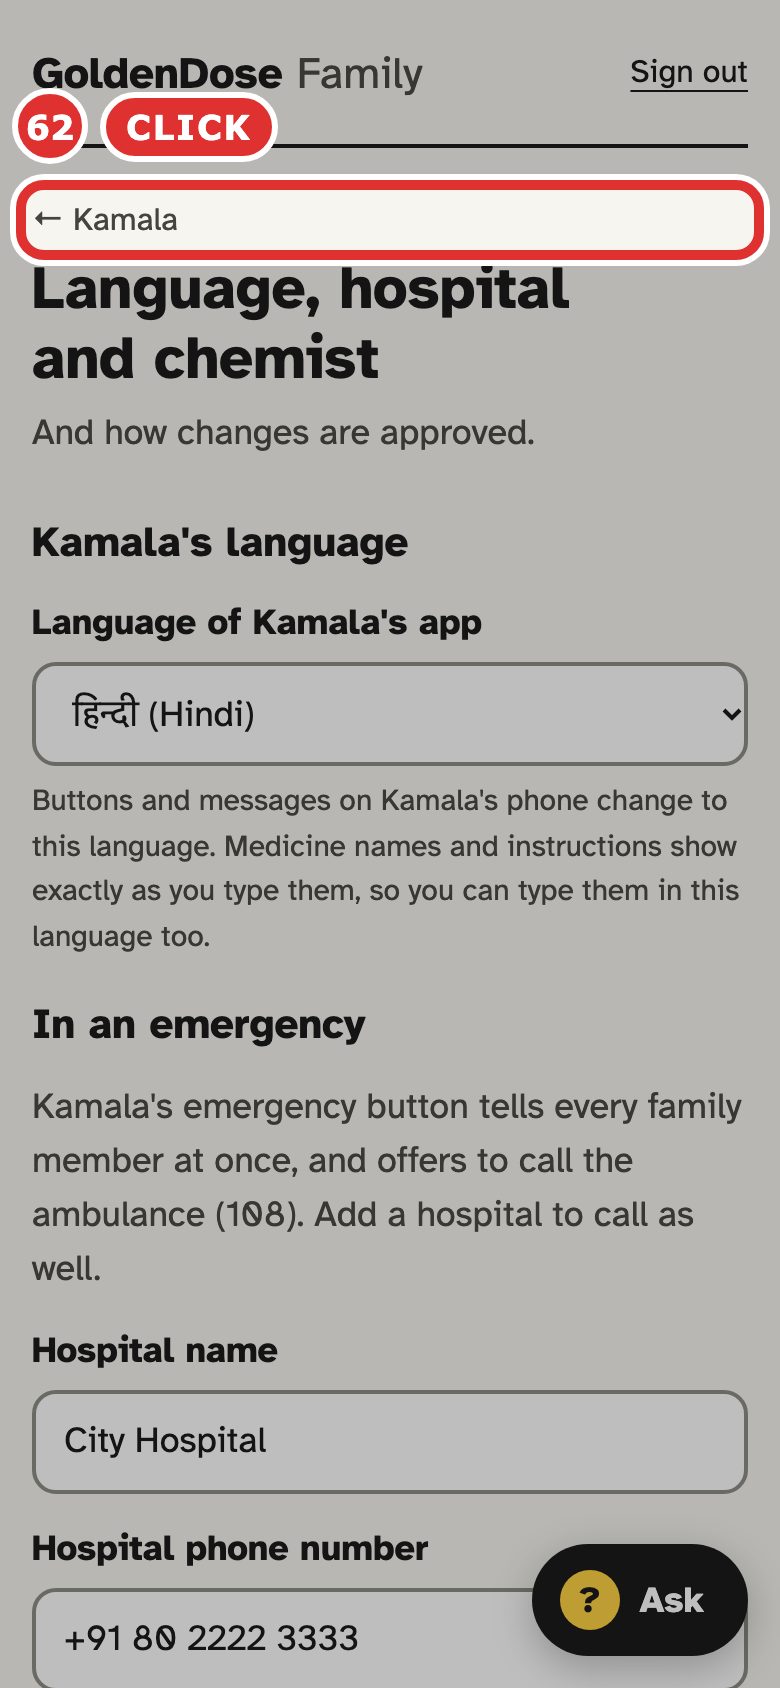 GoldenDose Family
Sign out
62 CLICK
← Kamala
Language, hospital
and chemist
And how changes are approved.
Kamala's language
Language of Kamala's app
हिन्दी (Hindi)
Buttons and messages on Kamala's phone change to
this language. Medicine names and instructions show
exactly as you type them, so you can type them in this
language too.
In an emergency
Kamala's emergency button tells every family
member at once, and offers to call the
ambulance (108). Add a hospital to call as
well.
Hospital name
City Hospital
Hospital phone number
+91 80 2222 3333
? Ask